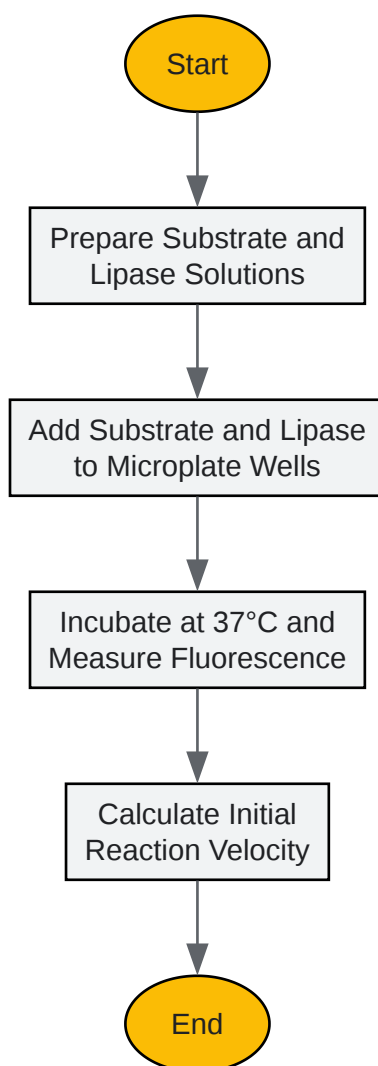 Start
Prepare Substrate and
Lipase Solutions
Add Substrate and Lipase
to Microplate Wells
Incubate at 37°C and
Measure Fluorescence
Calculate Initial
Reaction Velocity
End